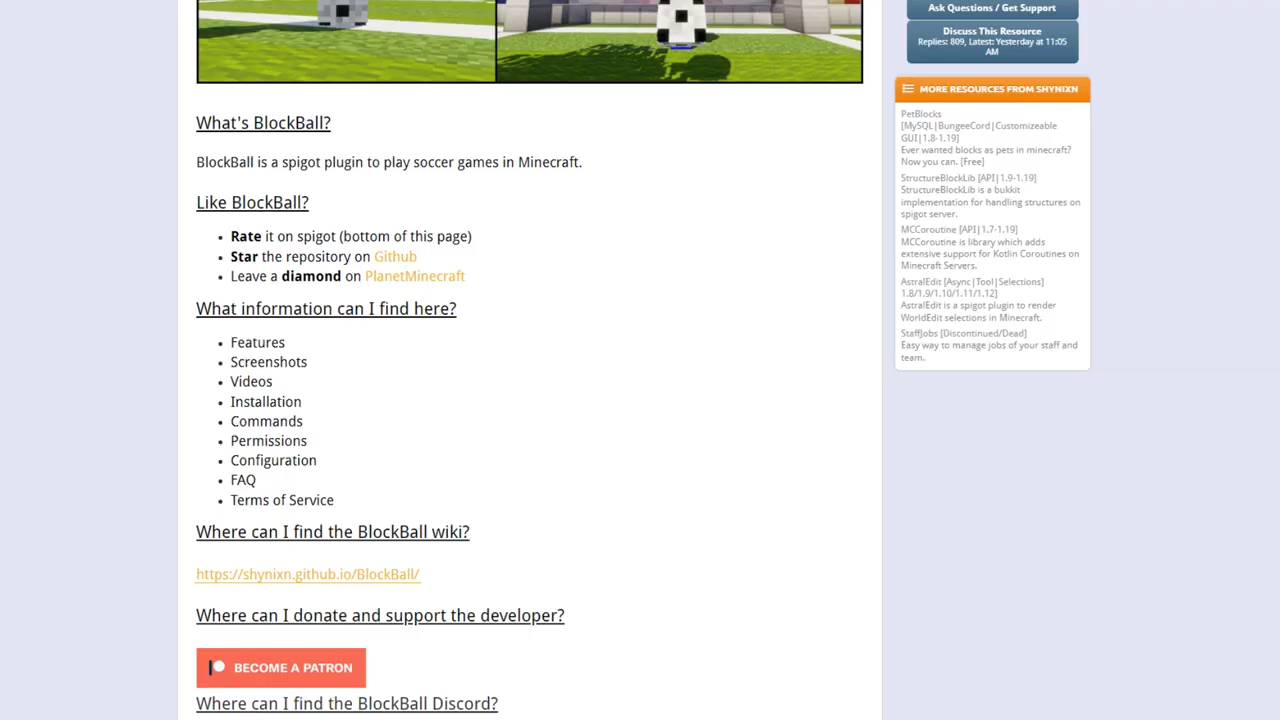 What's BlockBall?
BlockBall is a spigot plugin to play soccer games in Minecraft.
Like BlockBall?
Rate it on spigot (bottom of this page)
Star the repository on Github
Leave a diamond on PlanetMinecraft
What information can I find here?
Features
Screenshots
Videos
Installation
Commands
Permissions
Configuration
FAQ
Terms of Service
Where can I find the BlockBall wiki?
https://shynixn.github.io/BlockBall/
Where can I donate and support the developer?
BECOME A PATRON
Where can I find the BlockBall Discord?
Ask Questions / Get Support
Discuss This Resource
Replies: 809, Latest: Yesterday at 11:05
AM
MORE RESOURCES FROM SHYNIXN
PetBlocks
[MySQL|BungeeCord|Customizeable
GUI|1.8-1.19]
Ever wanted blocks as pets in minecraft?
Now you can. [Free]
StructureBlockLib [API|1.9-1.19]
StructureBlockLib is a bukkit
implementation for handling structures on
spigot server.
MCCoroutine [API|1.7-1.19]
MCCoroutine is library which adds
extensive support for Kotlin Coroutines on
Minecraft Servers.
AstralEdit [Async|Tool|Selections]
1.8/1.9/1.10/1.11/1.12]
AstralEdit is a spigot plugin to render
WorldEdit selections in Minecraft.
StaffJobs [Discontinued/Dead]
Easy way to manage jobs of your staff and
team.